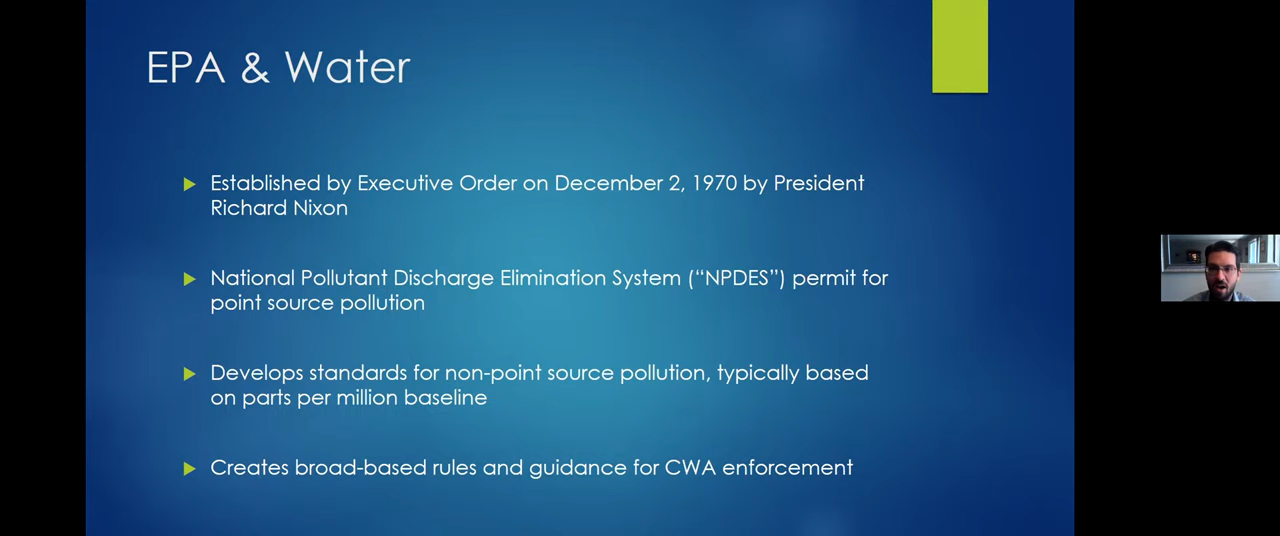 EPA & Water
Established by Executive Order on December 2, 1970 by President
Richard Nixon
National Pollutant Discharge Elimination System (“NPDES”) permit for
point source pollution
Develops standards for non-point source pollution, typically based
on parts per million baseline
Creates broad-based rules and guidance for CWA enforcement